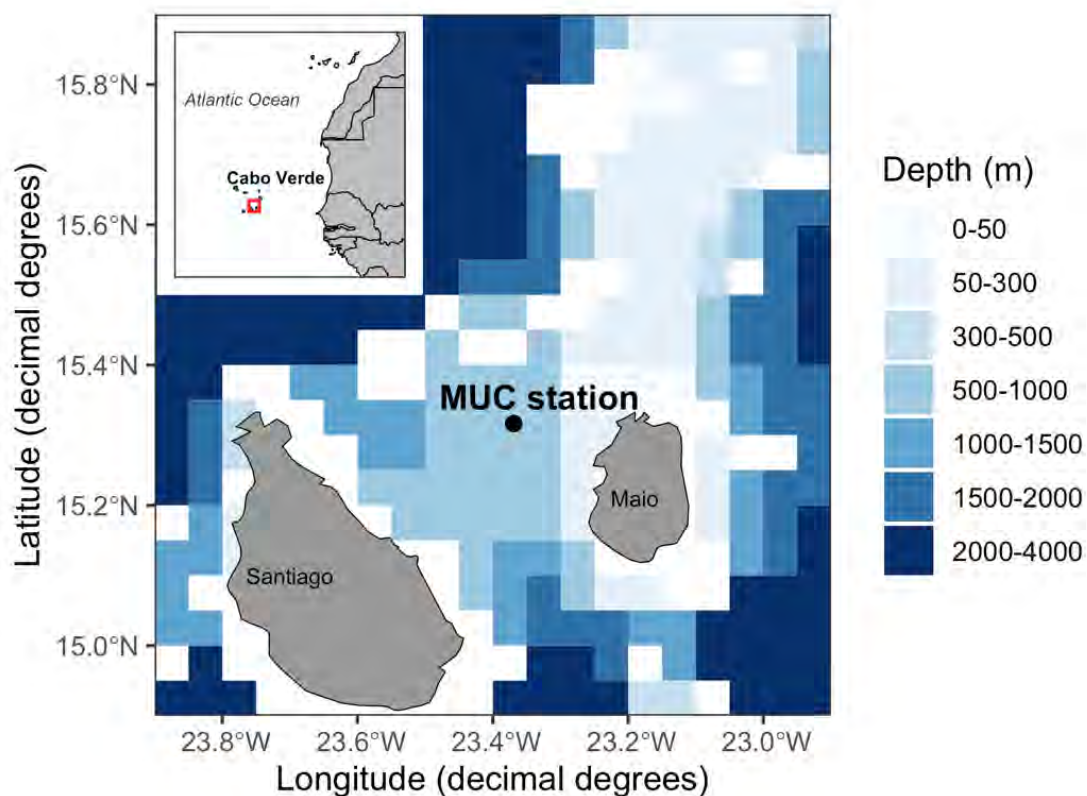 Atlantic Ocean
Cabo Verde
MUC station
Maio
Santiago
15.8°N
15.6°N
15.4°N
15.2°N
15.0°N
Latitude (decimal degrees)
23.8°W 23.6°W 23.4°W 23.2°W 23.0°W
Longitude (decimal degrees)
Depth (m)
0-50
50-300
300-500
500-1000
1000-1500
1500-2000
2000-4000